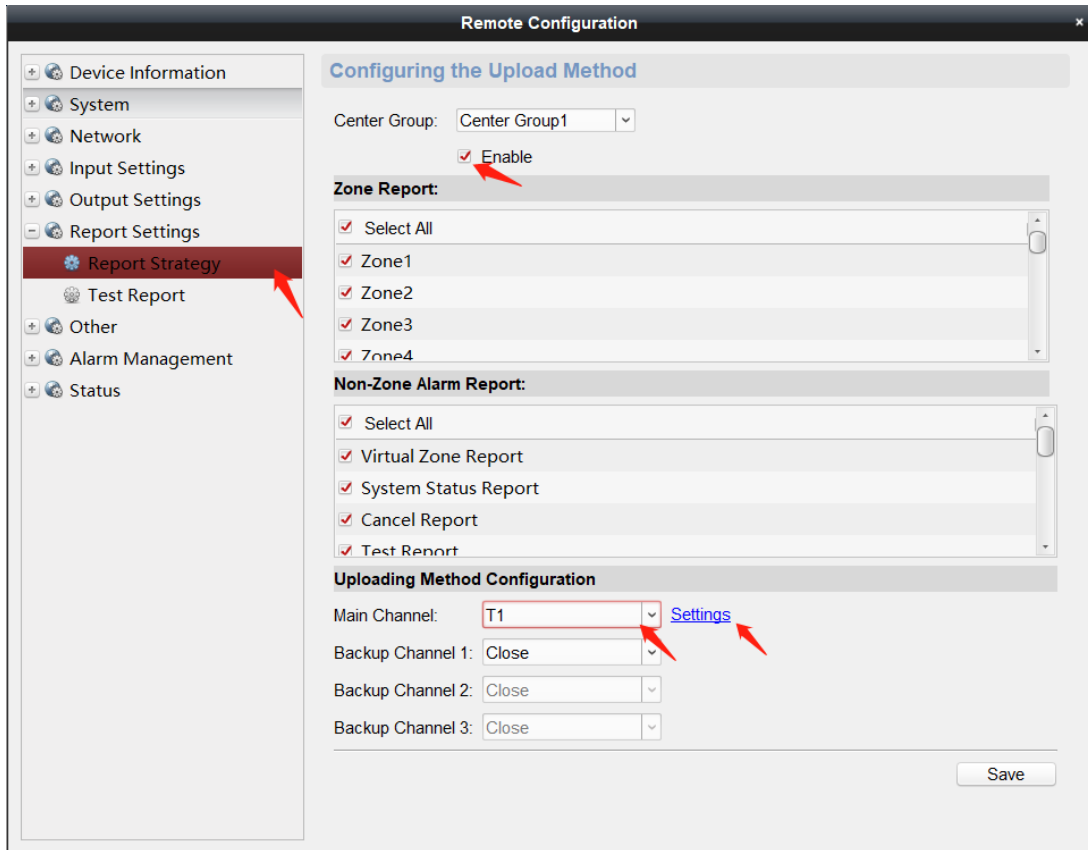 Remote Configuration
Device Information
System
Network
Input Settings
Output Settings
Report Settings
Report Strategy
Test Report
Other
Alarm Management
Status
Configuring the Upload Method
Center Group: Center Group1
Enable
Zone Report:
Select All
Zone1
Zone2
Zone3
Zone4
Non-Zone Alarm Report:
Select All
Virtual Zone Report
System Status Report
Cancel Report
Test Report
Uploading Method Configuration
Main Channel: T1 Settings
Backup Channel 1: Close
Backup Channel 2: Close
Backup Channel 3: Close
Save